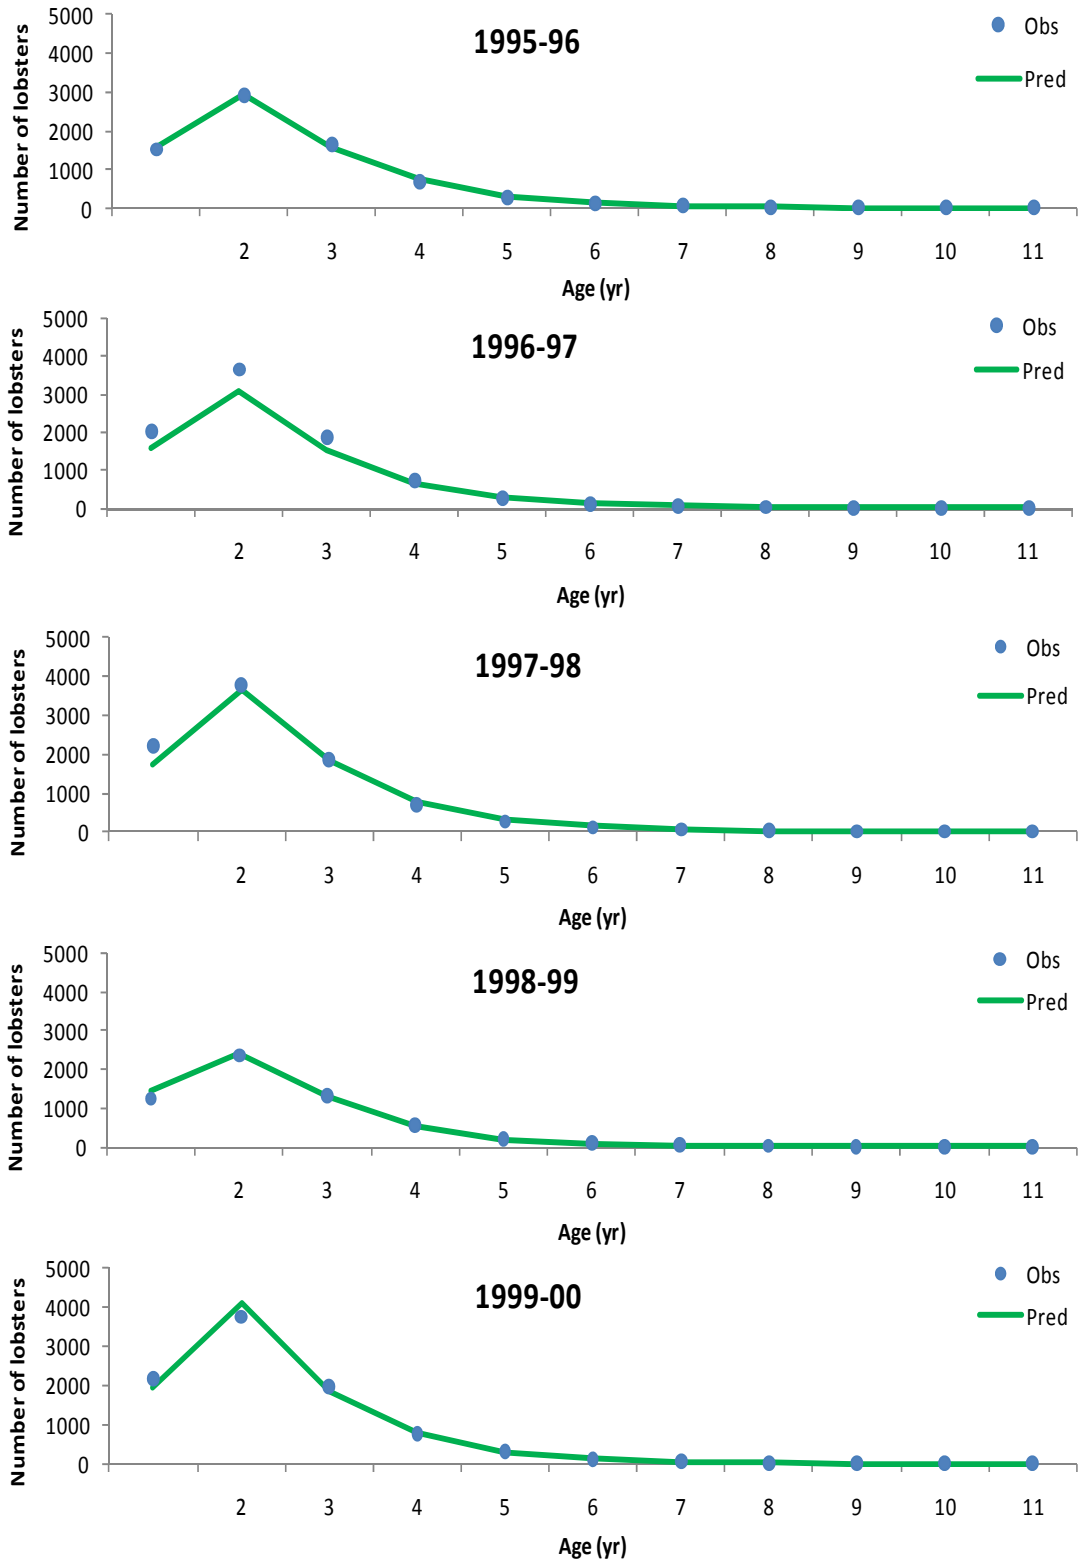 5000
4000
3000
2000
1000
0
Number of lobsters
1995-96
Obs
Pred
2 3 4 5 6 7 8 9 10 11
Age (yr)
5000
4000
3000
2000
1000
0
Number of lobsters
1996-97
Obs
Pred
2 3 4 5 6 7 8 9 10 11
Age (yr)
5000
4000
3000
2000
1000
0
Number of lobsters
1997-98
Obs
Pred
2 3 4 5 6 7 8 9 10 11
Age (yr)
5000
4000
3000
2000
1000
0
Number of lobsters
1998-99
Obs
Pred
2 3 4 5 6 7 8 9 10 11
Age (yr)
5000
4000
3000
2000
1000
0
Number of lobsters
1999-00
Obs
Pred
2 3 4 5 6 7 8 9 10 11
Age (yr)